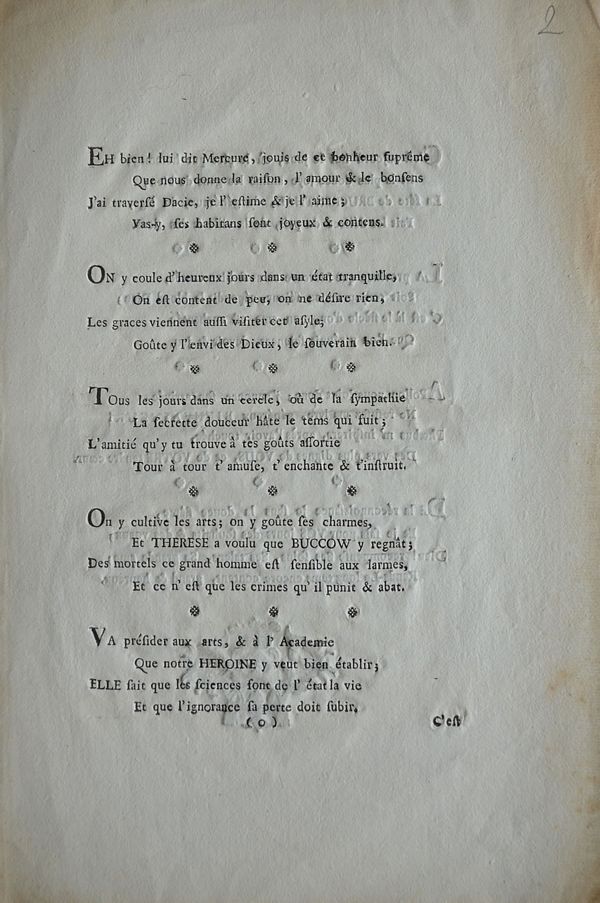 2
EH bien! lui dit Mercure, jouis de ce bonheur ſuprême
Que nous donne la raiſon, l' amour & le bonſens
J'ai traverſé Dacie, je l' eſtime & je l' aime;
Vas-y, ſes habitans ſont joyeux & contens.
ON y coule d'heureux jours dans un état tranquille,
On eſt content de peu, on ne déſire rien,
Les graces viennent auſſi viſiter cet aſyle;
Goûte y l'envi des Dieux, le ſouverain bien.
TOus les jours dans un cercle, où de la ſympathie
La ſecrette douceur hâte le tems qui fuit;
L'amitié qu'y tu trouve à tes goûts aſſortie
Tour à tour t' amuſe, t' enchante & t'inſtruit.
On y cultive les arts; on y goûte ſes charmes,
Et THERESE a voulu que BUCCOW y regnât;
Des mortels ce grand homme eſt ſenſible aux larmes,
Et ce n' eſt que les crimes qu' il punit & abat.
VA préſider aux arts, & à l' Academie
Que notre HEROINE y veut bien établir;
ELLE ſait que les ſciences ſont de l' état la vie
Et que l'ignorance ſa perte doit ſubir.
( o )
C'eſt